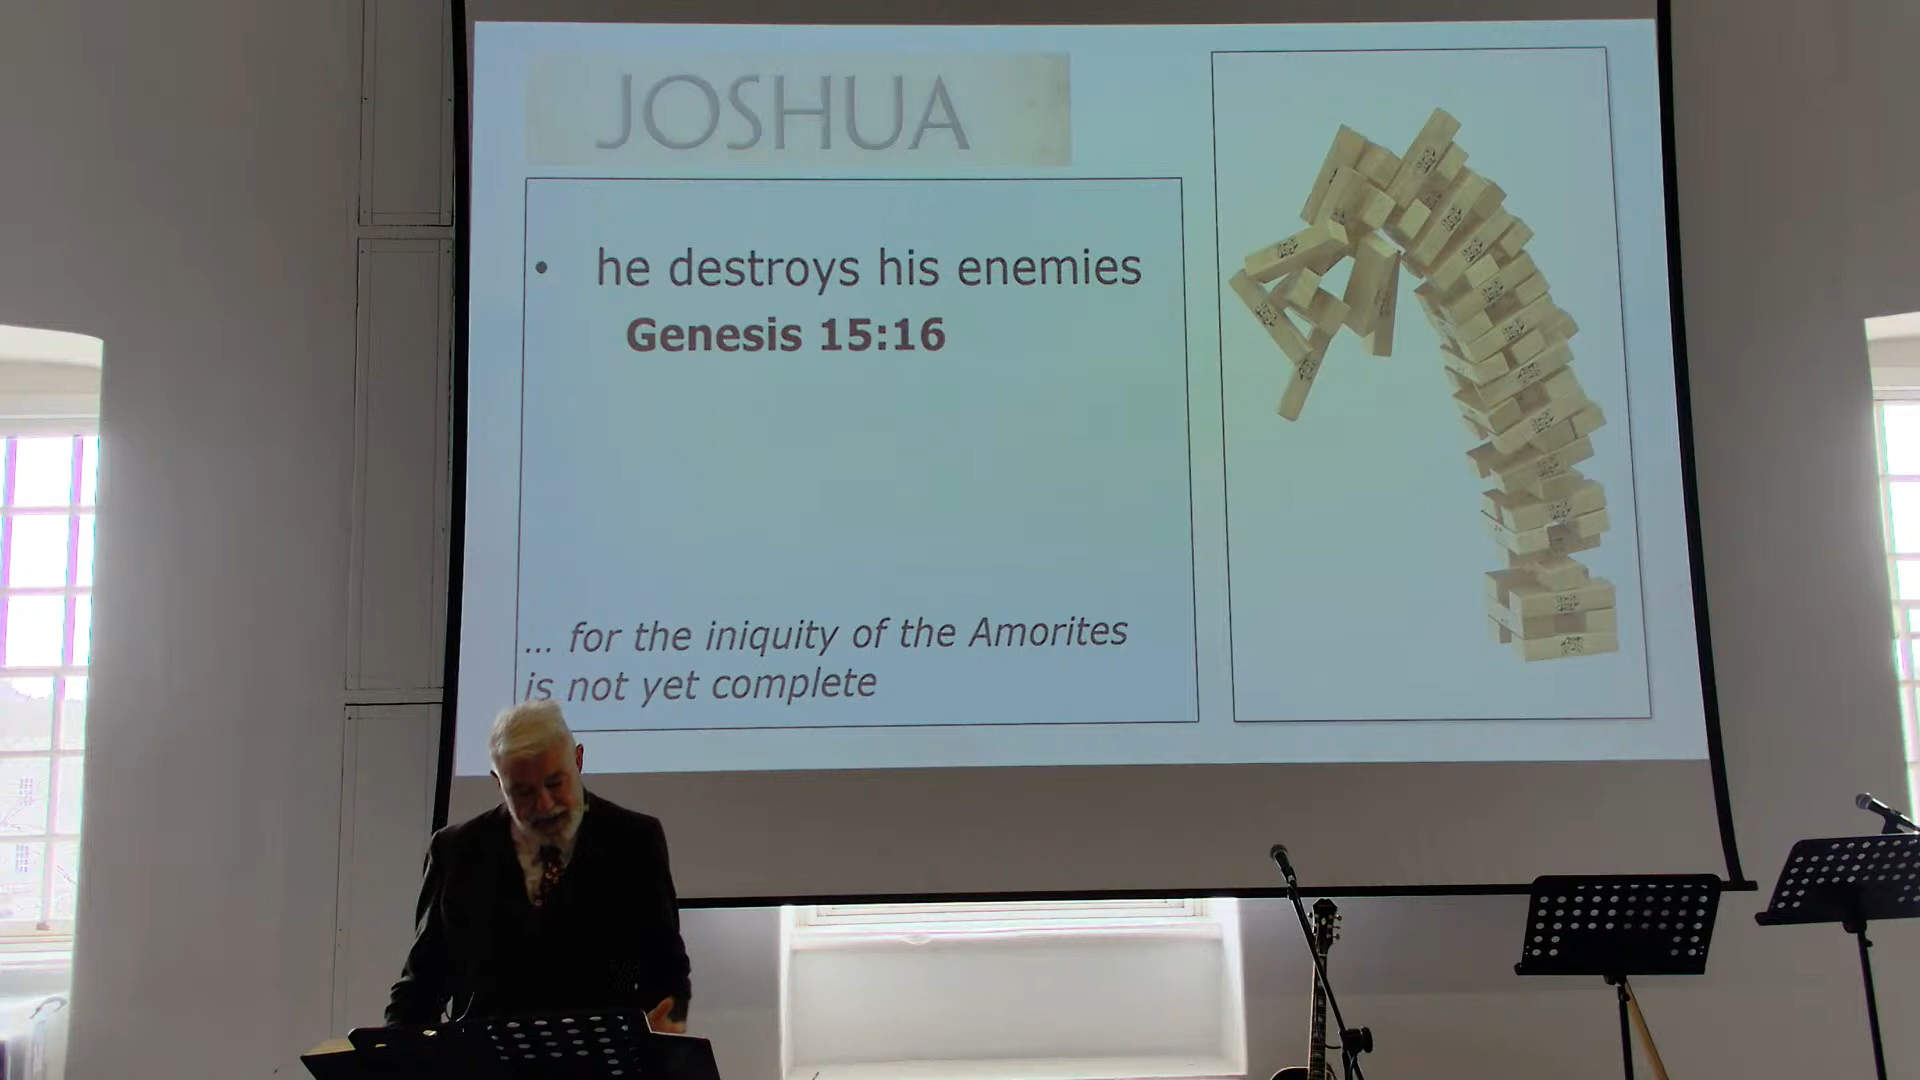 JOSHUA
• he destroys his enemies
Genesis 15:16
... for the iniquity of the Amorites
is not yet complete